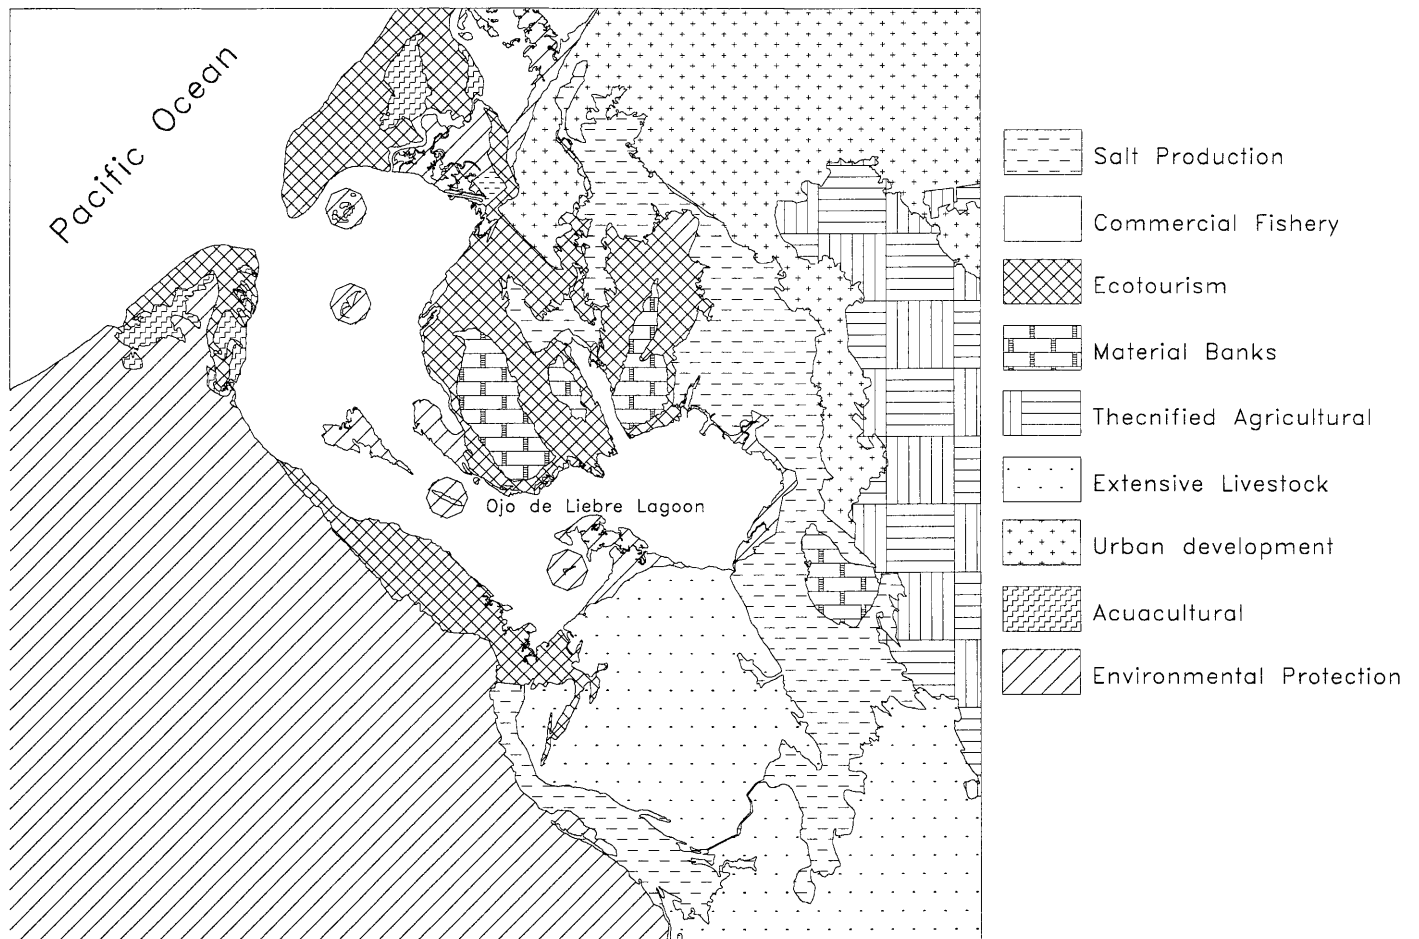 Pacific Ocean
Ojo de Liebre Lagoon
Salt Production
Commercial Fishery
Ecotourism
Material Banks
Thecnified Agricultural
Extensive Livestock
Urban development
Acuacultural
Environmental Protection